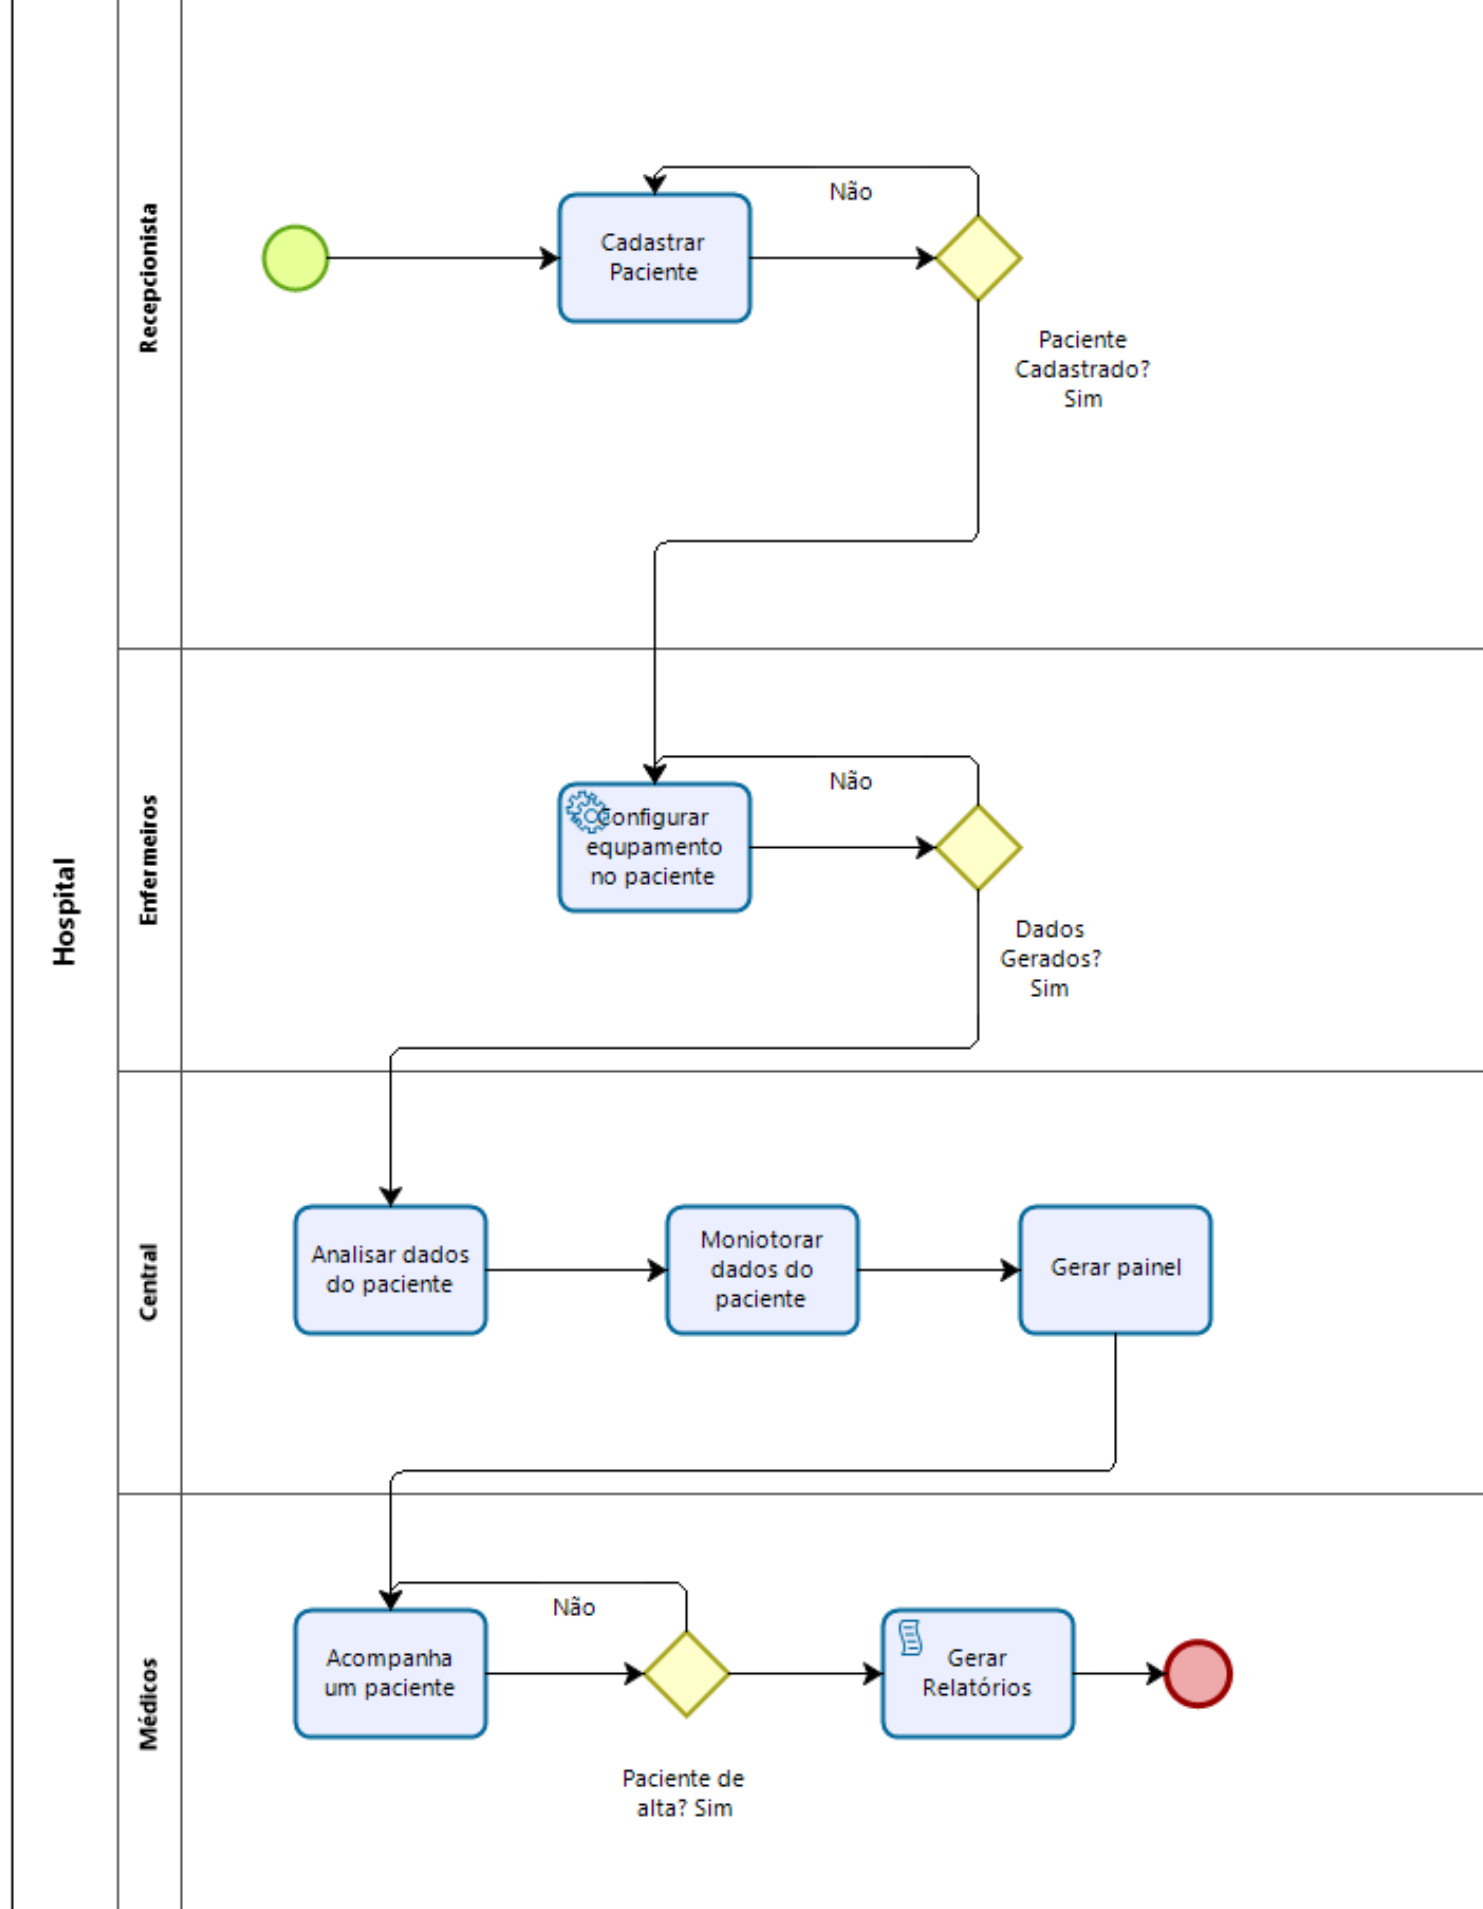 Hospital
Recepcionista
Não
Cadastrar
Paciente
Paciente
Cadastrado?
Sim
Enfermeiros
Não
Configurar
equpamento
no paciente
Dados
Gerados?
Sim
Central
Analisar dados
do paciente
Moniotorar
dados do
paciente
Gerar painel
Médicos
Não
Acompanha
um paciente
Gerar
Relatórios
Paciente de
alta? Sim